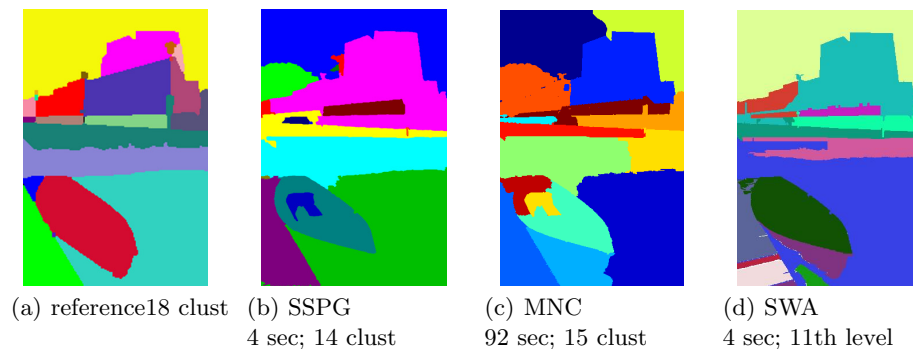 (a) reference18 clust
(b) SSPG
4 sec; 14 clust
(c) MNC
92 sec; 15 clust
(d) SWA
4 sec; 11th level